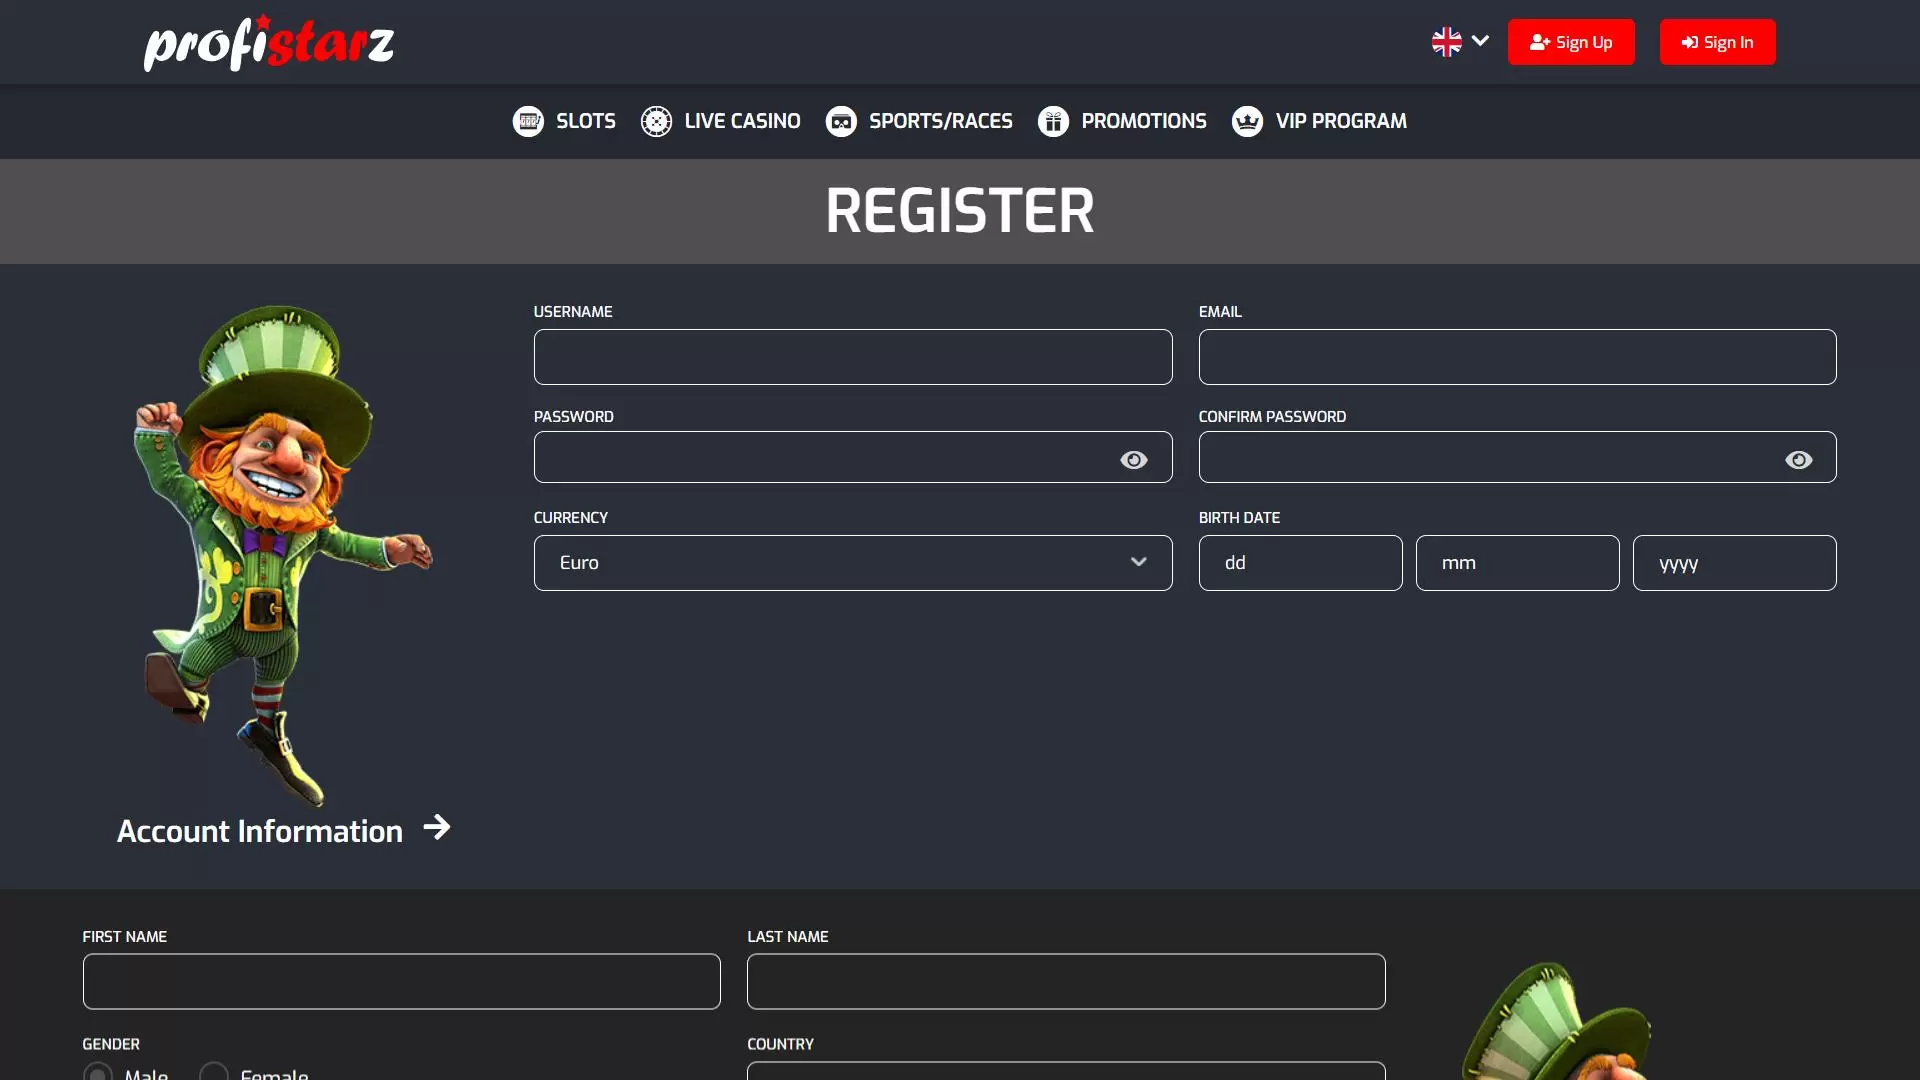 profistarz
Sign Up
Sign In
SLOTS
LIVE CASINO
SPORTS/RACES
PROMOTIONS
VIP PROGRAM
REGISTER
USERNAME
EMAIL
PASSWORD
CONFIRM PASSWORD
CURRENCY
BIRTH DATE
Euro
dd
mm
yyyy
Account Information
FIRST NAME
LAST NAME
GENDER
COUNTRY
Male
Female